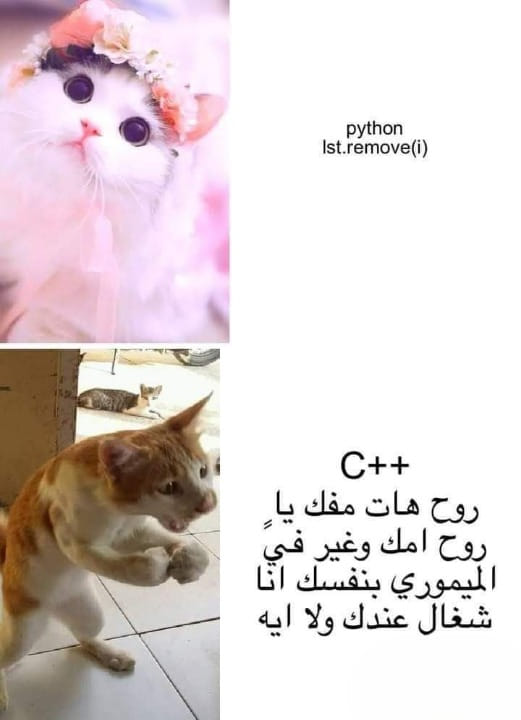 python
lst.remove(i)
C++
روح هات مفك يا
روح امك وغير في
الميموري بنفسك انا
شغال عندك ولا ايه